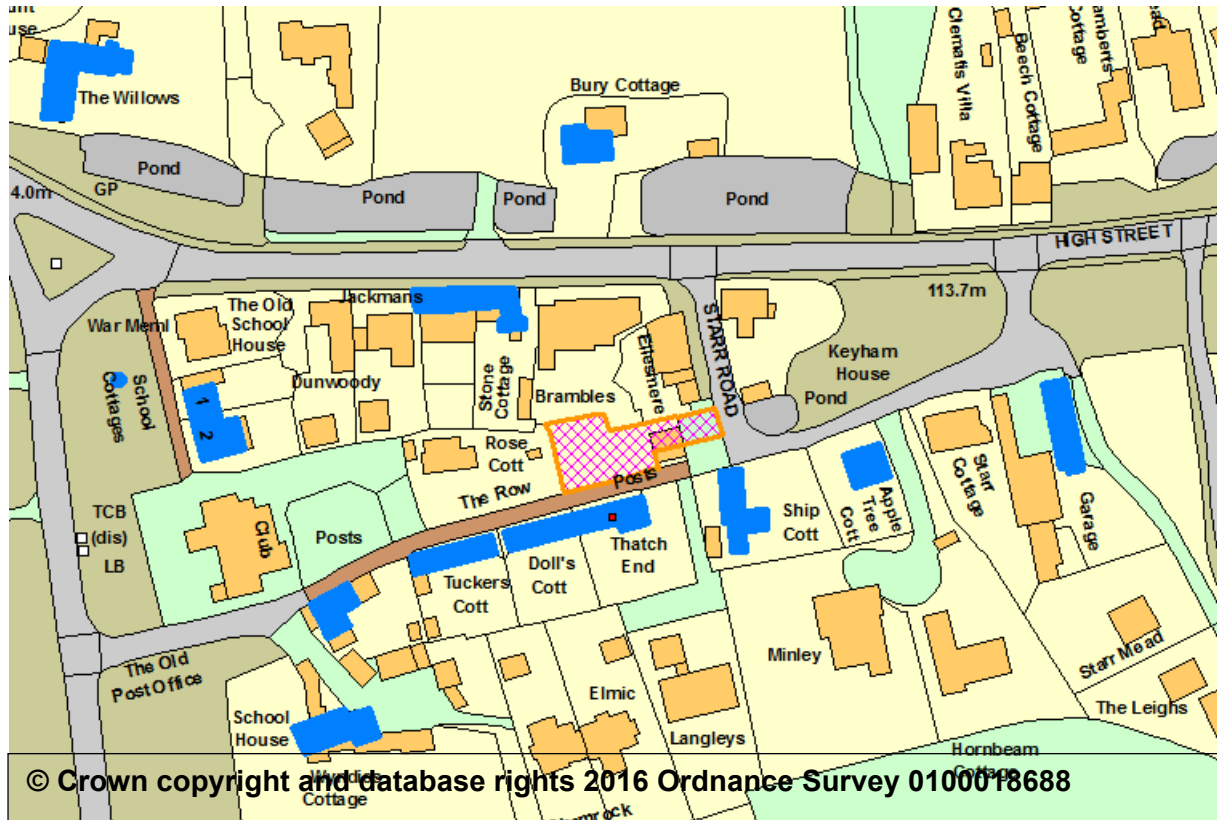 The Willows
Bury Cottage
Clematis Villa
Beech Cottage
Cottage
Pond
GP
Pond
Pond
Pond
4.0m
HIGH STREET
113.7m
War Meml
The Old
School
House
Jackmans
STARR ROAD
Keyham
House
Pond
School
Cottages
1
2
Dunwoody
Stone
Cottage
Brambles
Ellesmere
Rose
Cott
The Row
Posts
TCB
(dis)
LB
Club
Posts
Tuckers
Cott
Doll's
Cott
Thatch
End
Ship
Cott
Apple
Tree
Cott
Starr
Cottage
Garage
The Old
Post Office
School
House
Elmic
Langleys
Minley
Starr Mead
The Leighs
Hornbeam
Cottage
Cottage
© Crown copyright and database rights 2016 Ordnance Survey 0100018688